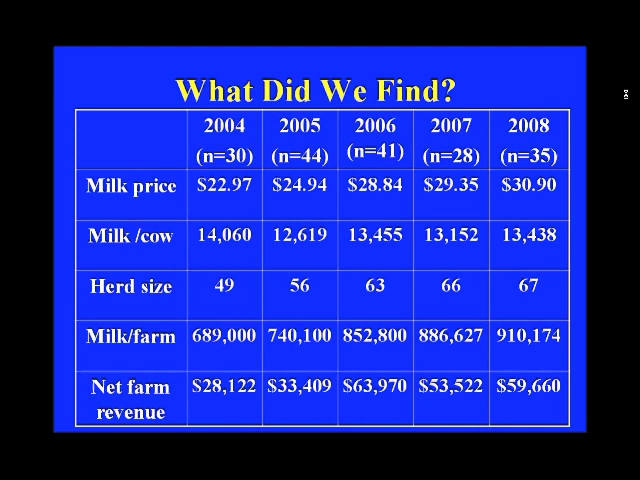 What Did We Find?
2004 2005 2006 2007 2008
(n=30) (n=44) (n=41) (n=28) (n=35)
Milk price $22.97 $24.94 $28.84 $29.35 $30.90
Milk /cow 14,060 12,619 13,455 13,152 13,438
Herd size 49 56 63 66 67
Milk/farm 689,000 740,100 852,800 886,627 910,174
Net farm $28,122 $33,409 $63,970 $53,522 $59,660
revenue